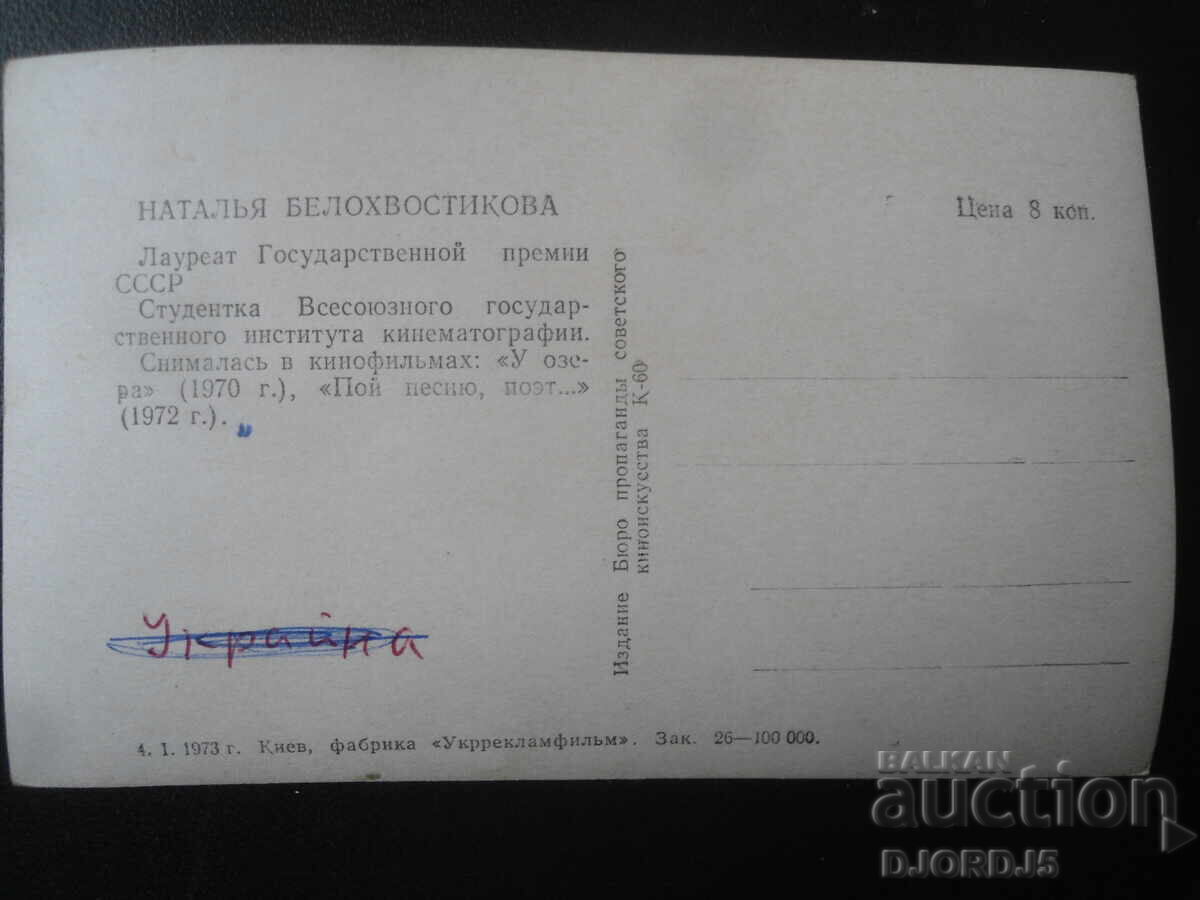 НАТАЛЬЯ БЕЛОХВОСТИКОВА
Лауреат Государственной премии
СССР
Студентка Всесоюзного государ-
ственного института кинематографии.
Снималась в кинофильмах: «У озе-
ра» (1970 г.), «Пой песню, поэт...»
(1972 г.).
Украйна
4. I. 1973 г. Киев, фабрика «Укррекламфильм». Зак. 26—100 000.
Издание Бюро пропаганды советского
киноискусства К-60
Цена 8 коп.
BALKAN
auction
DJORDJ5